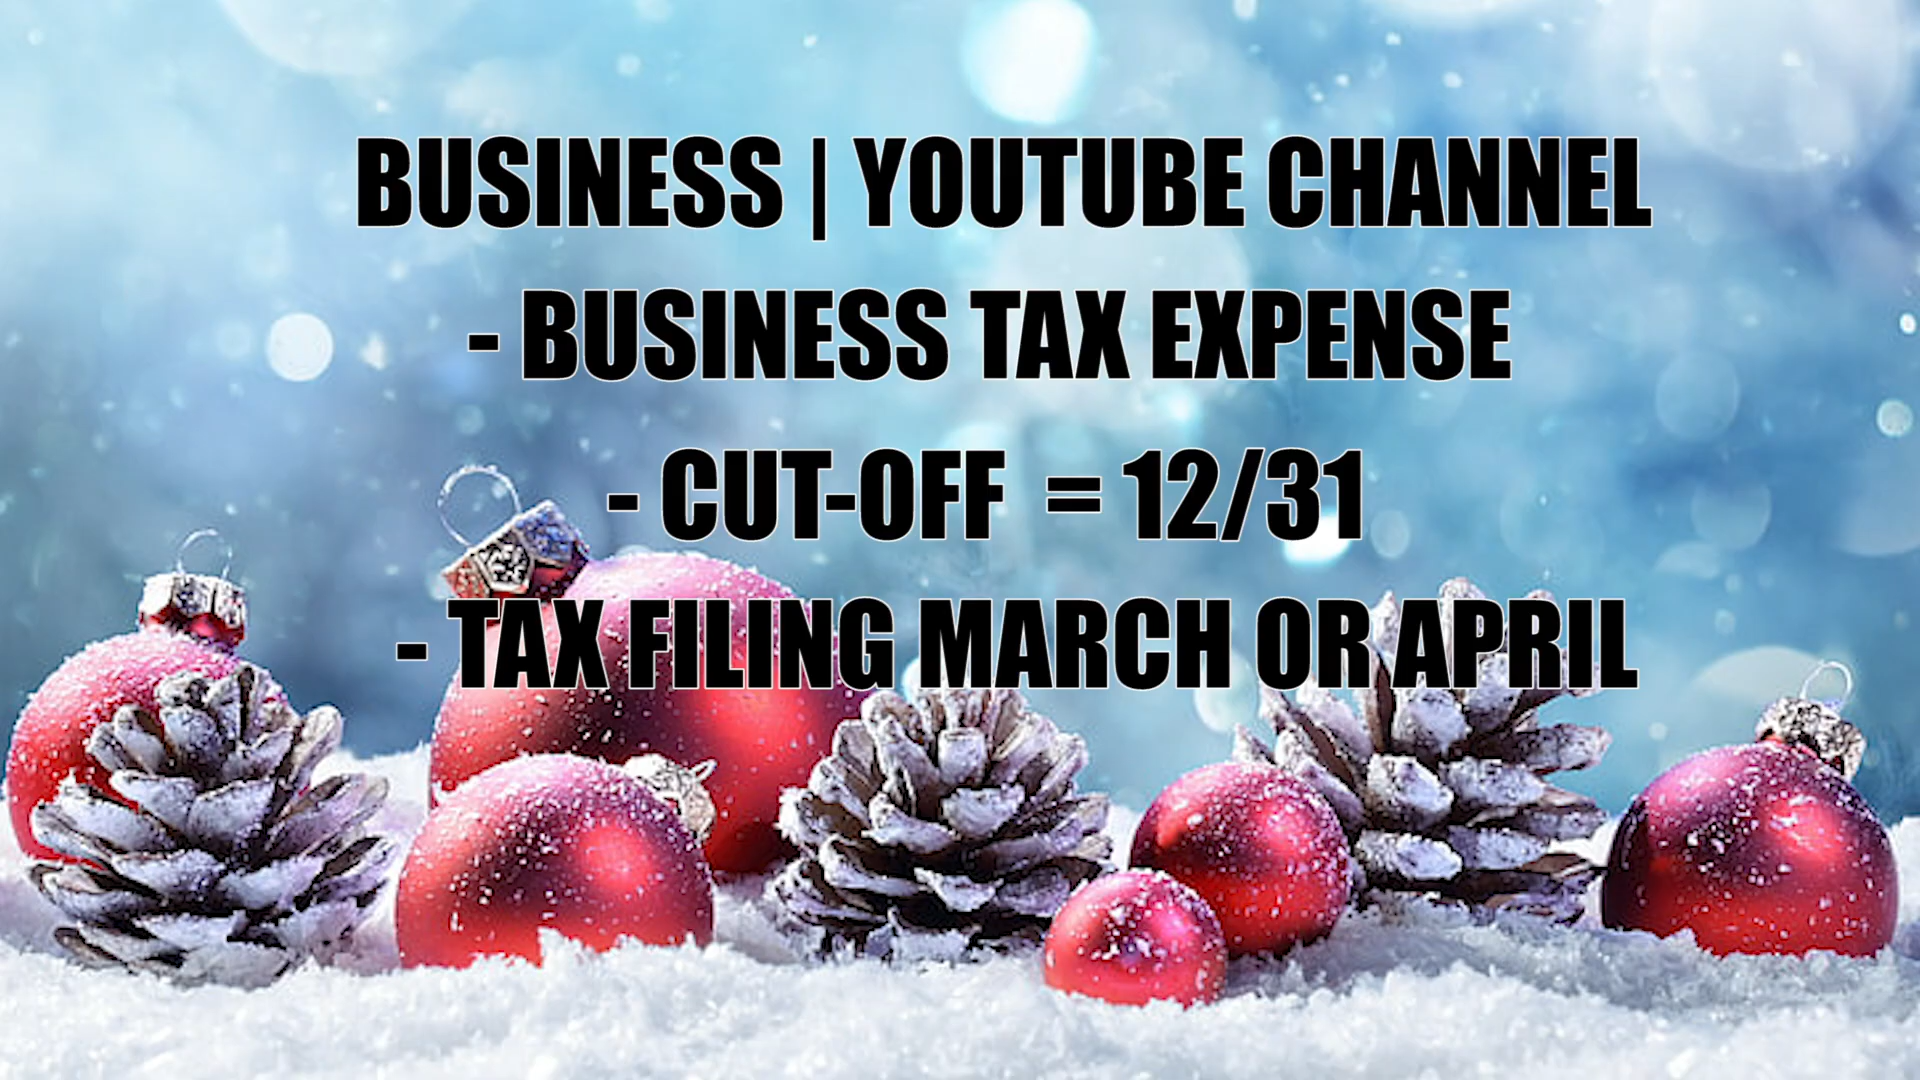 BUSINESS | YOUTUBE CHANNEL
- BUSINESS TAX EXPENSE
- CUT-OFF = 12/31
- TAX FILING MARCH OR APRIL